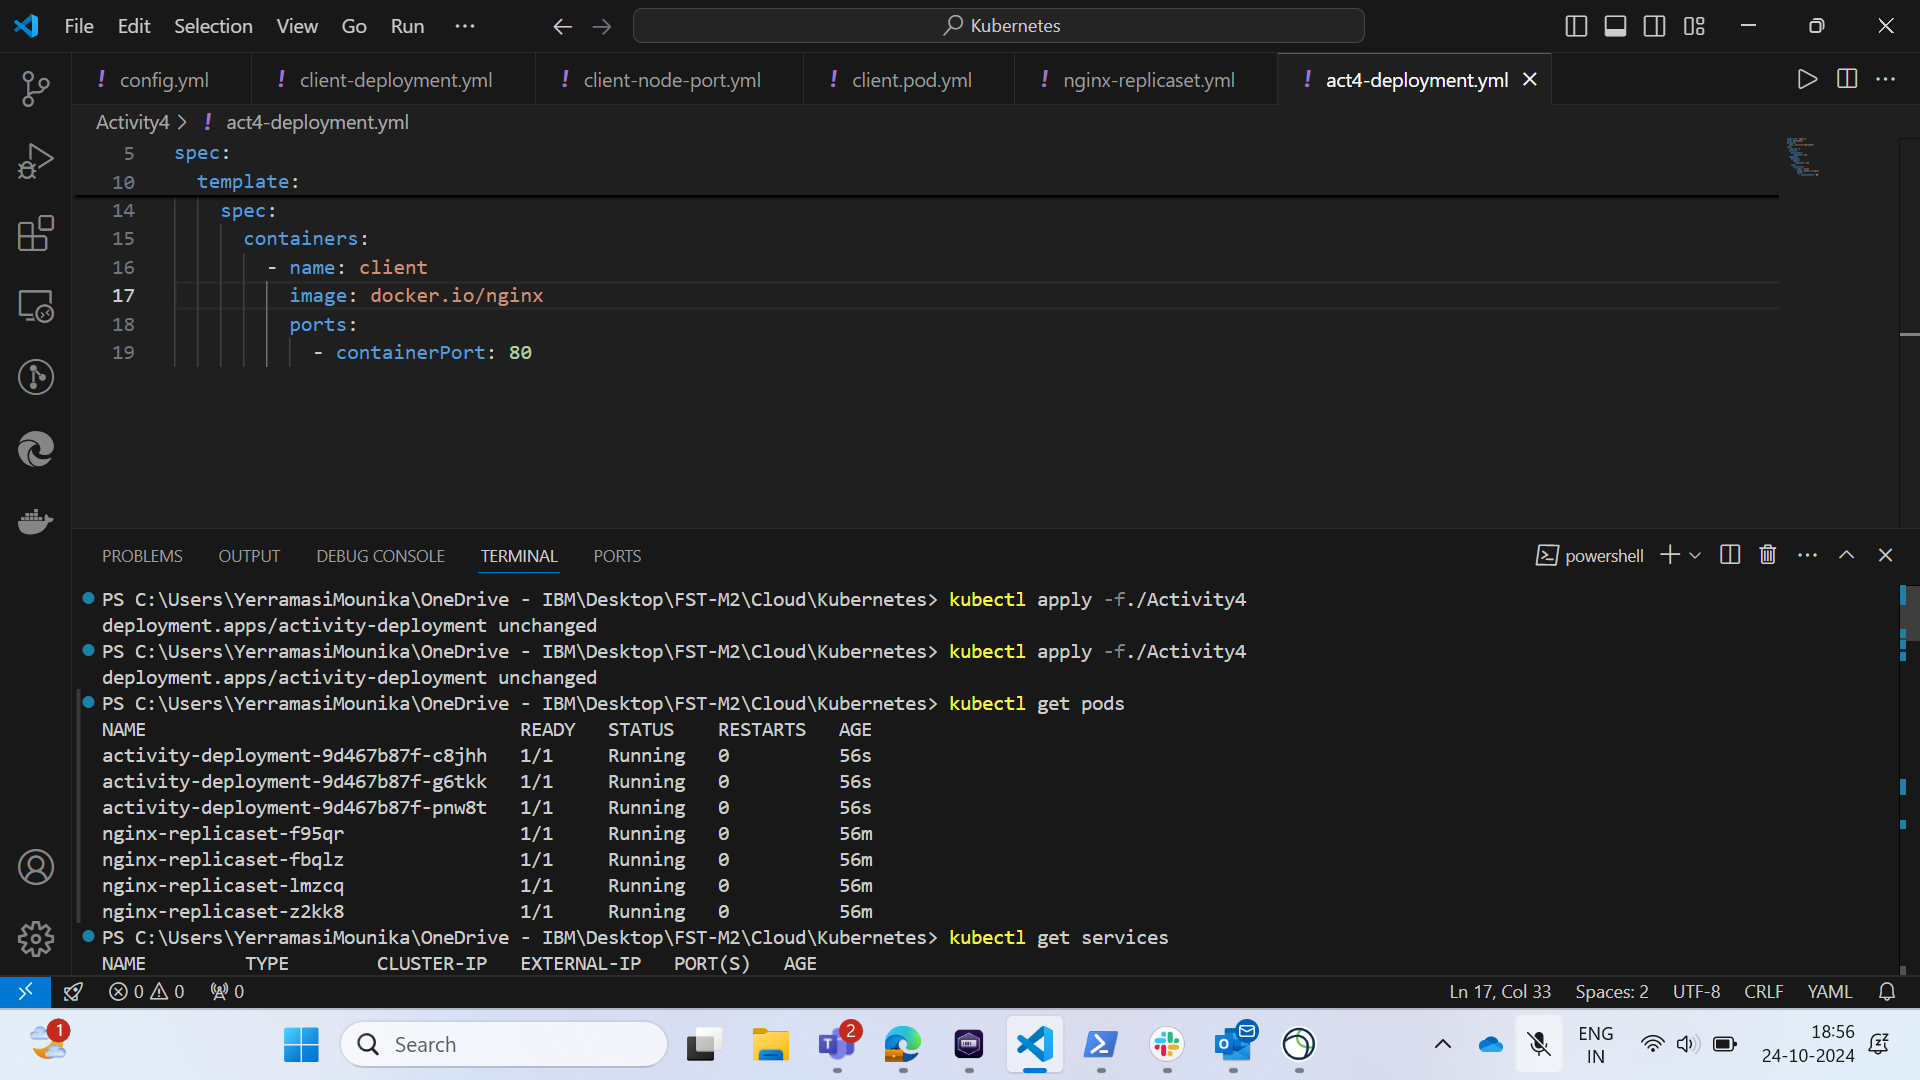 File Edit Selection View Go Run ··· Kubernetes
! config.yml ! client-deployment.yml ! client-node-port.yml ! client.pod.yml ! nginx-replicaset.yml ! act4-deployment.yml
Activity4 > ! act4-deployment.yml
5 spec:
10 template:
14 spec:
15 containers:
16 - name: client
17 image: docker.io/nginx
18 ports:
19 - containerPort: 80
PROBLEMS OUTPUT DEBUG CONSOLE TERMINAL PORTS powershell
PS C:\Users\YerramasiMounika\OneDrive - IBM\Desktop\FST-M2\Cloud\Kubernetes> kubectl apply -f./Activity4
deployment.apps/activity-deployment unchanged
PS C:\Users\YerramasiMounika\OneDrive - IBM\Desktop\FST-M2\Cloud\Kubernetes> kubectl apply -f./Activity4
deployment.apps/activity-deployment unchanged
PS C:\Users\YerramasiMounika\OneDrive - IBM\Desktop\FST-M2\Cloud\Kubernetes> kubectl get pods
NAME READY STATUS RESTARTS AGE
activity-deployment-9d467b87f-c8jhh 1/1 Running 0 56s
activity-deployment-9d467b87f-g6tkk 1/1 Running 0 56s
activity-deployment-9d467b87f-pnw8t 1/1 Running 0 56s
nginx-replicaset-f95qr 1/1 Running 0 56m
nginx-replicaset-fbqlz 1/1 Running 0 56m
nginx-replicaset-lmzcq 1/1 Running 0 56m
nginx-replicaset-z2kk8 1/1 Running 0 56m
PS C:\Users\YerramasiMounika\OneDrive - IBM\Desktop\FST-M2\Cloud\Kubernetes> kubectl get services
NAME TYPE CLUSTER-IP EXTERNAL-IP PORT(S) AGE
0 0 0 Ln 17, Col 33 Spaces: 2 UTF-8 CRLF YAML
1 Search 2 ENG 18:56
IN 24-10-2024